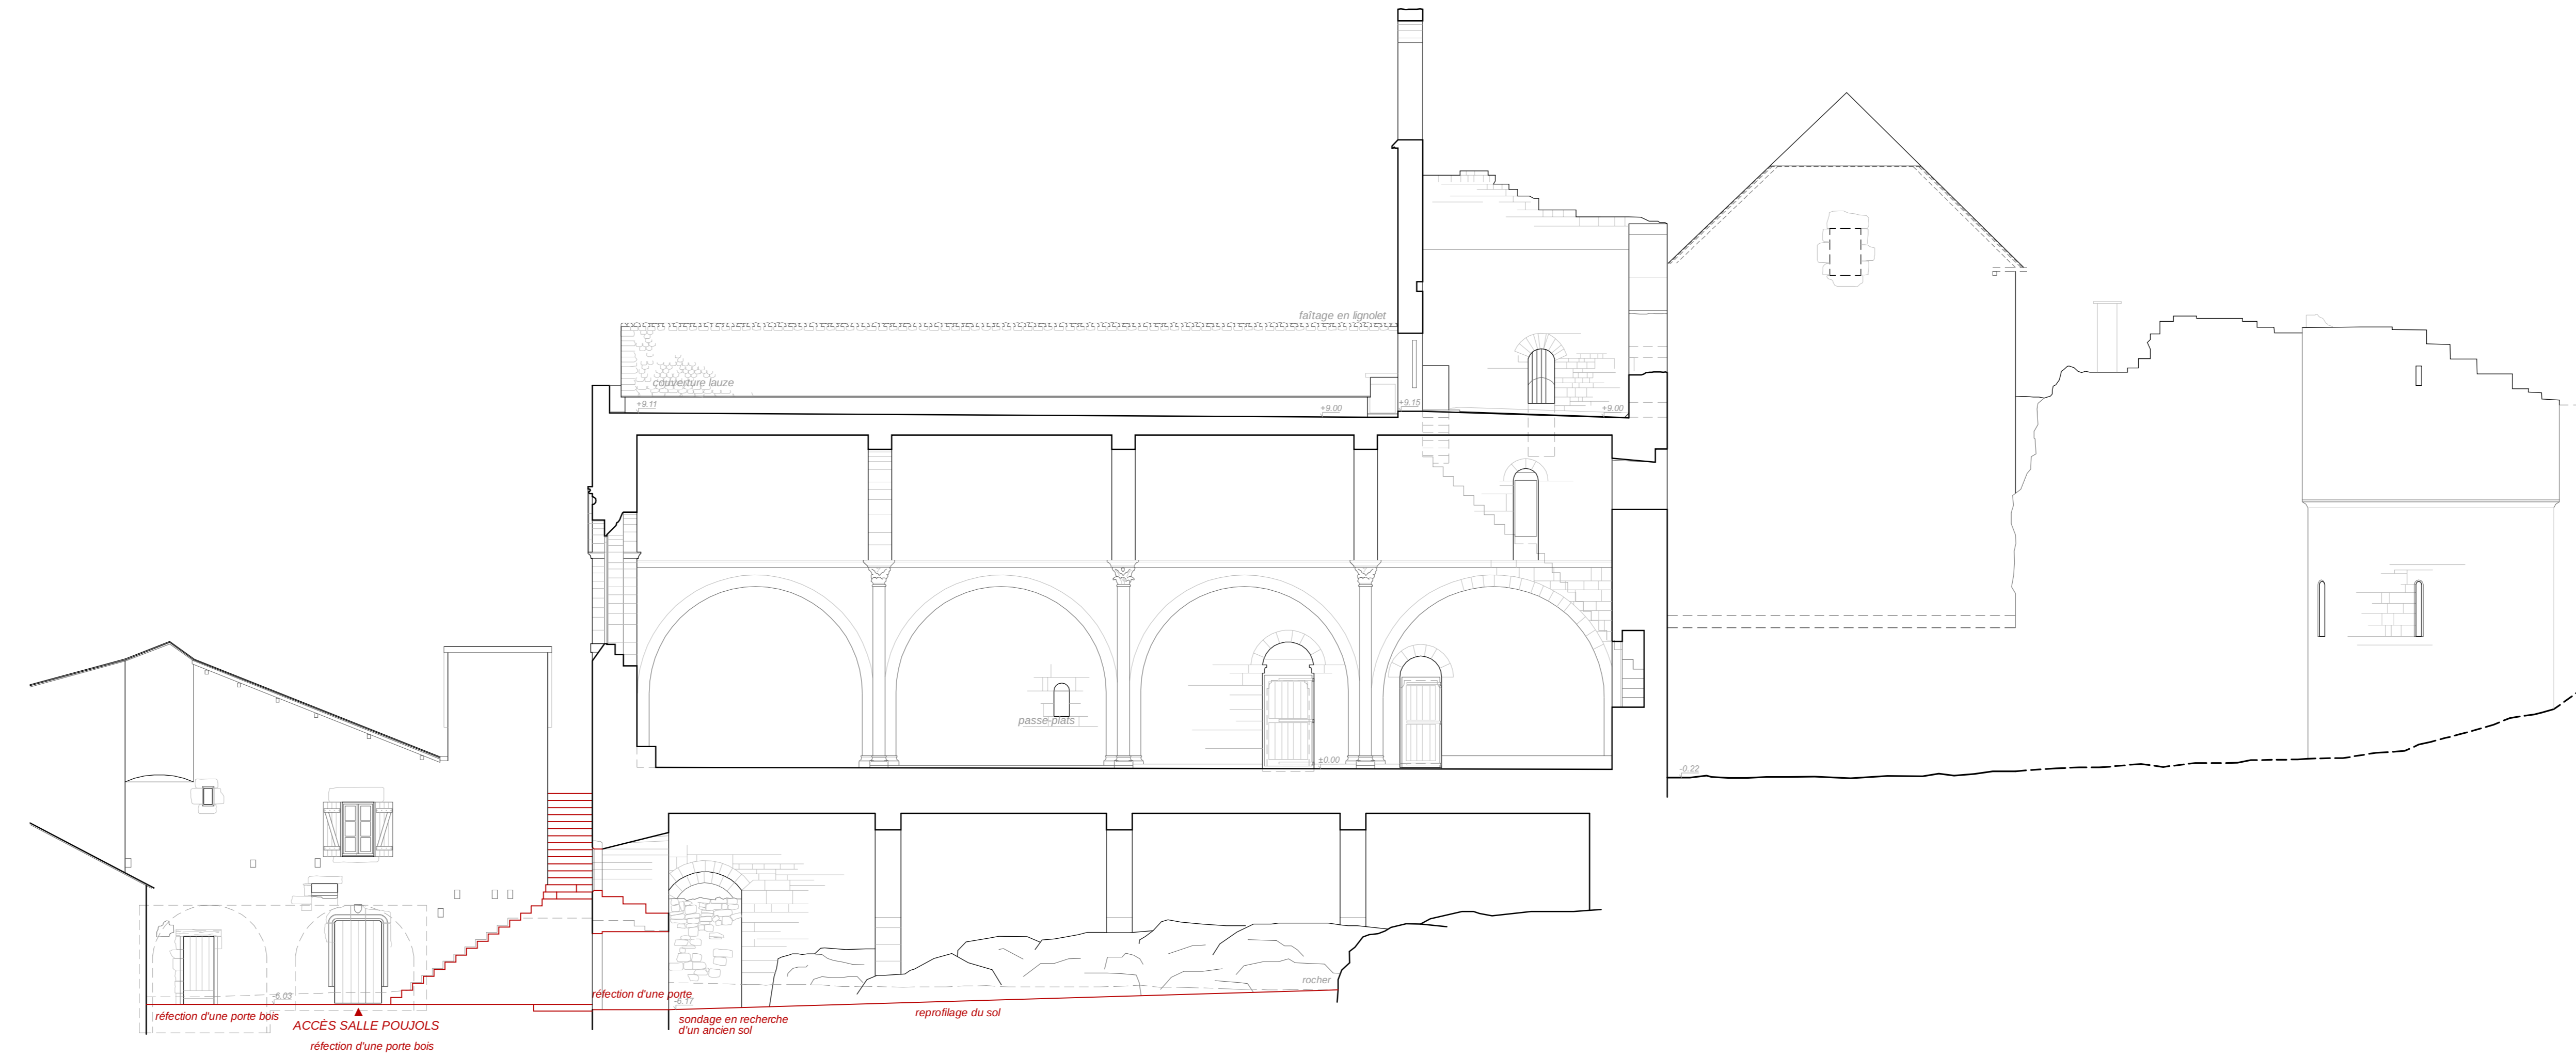 faîtage en lignolet
couverture lauze
+9.11
+9.00
+9.15
+9.00
passe-plats
±0.00
-0.22
rocher
-6.03
réfection d'une porte
-6.17
réfection d'une porte bois
ACCÈS SALLE POUJOLS
réfection d'une porte bois
sondage en recherche
d'un ancien sol
reprofilage du sol